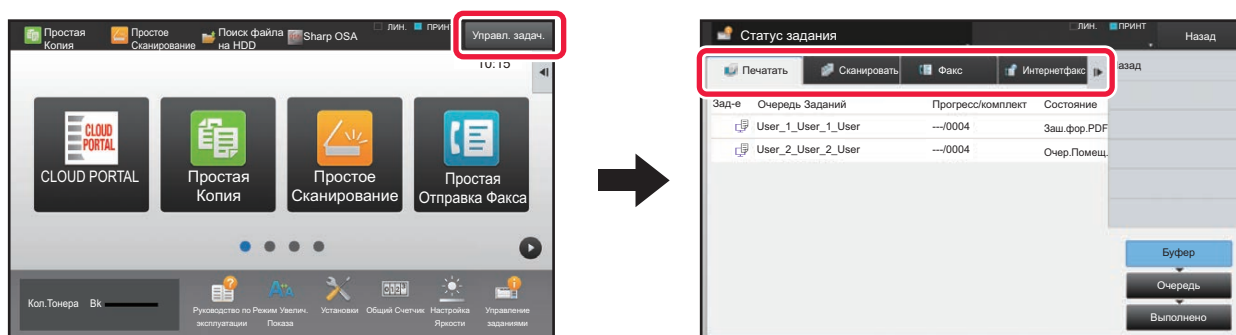 Простая Копия
Простое Сканирование
Поиск файла на HDD
Sharp OSA
ЛИН.
ПРИНТ
Управл. задач.
10:15
CLOUD PORTAL
CLOUD PORTAL
Простая Копия
Простое Сканирование
Простая Отправка Факса
Кол.Тонера Bk
Руководство по эксплуатации
Режим Увелич. Показа
Установки
Общий Счетчик
Настройка Яркости
Управление заданиями
Статус задания
ЛИН.
ПРИНТ
Назад
Печатать
Сканировать
Факс
Интернетфакс
азад
Зад-е Очередь Заданий Прогресс/комплект Состояние
User_1_User_1_User ---/0004 Заш.фор.PDF
User_2_User_2_User ---/0004 Очер.Помещ.
Буфер
Очередь
Выполнено